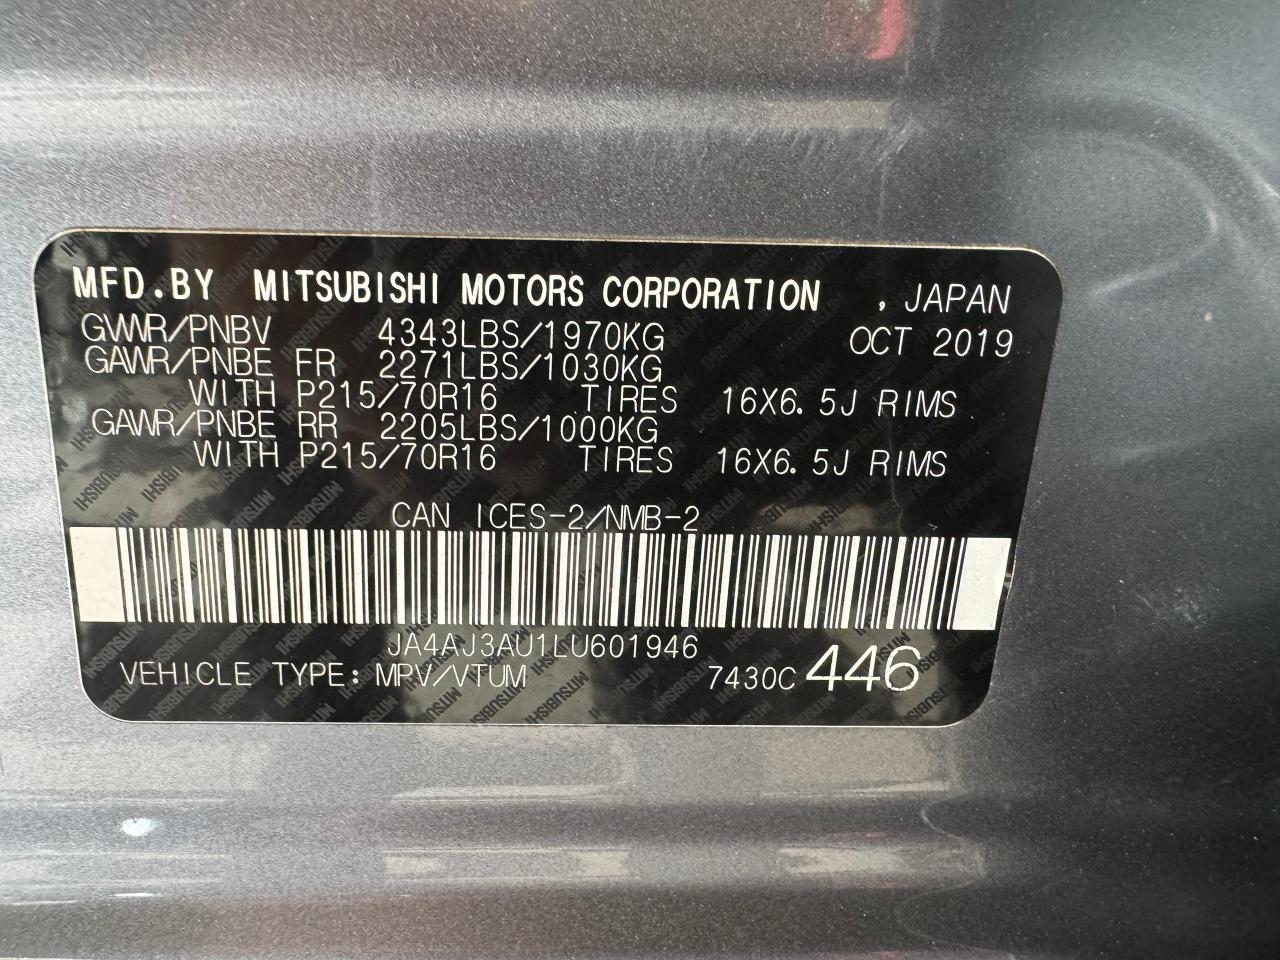 MFD.BY MITSUBISHI MOTORS CORPORATION , JAPAN
GVWR/PNBV 4343LBS/1970KG OCT 2019
GAWR/PNBE FR 2271LBS/1030KG
WITH P215/70R16 TIRES 16X6.5J RIMS
GAWR/PNBE RR 2205LBS/1000KG
WITH P215/70R16 TIRES 16X6.5J RIMS
CAN ICES-2/NMB-2
JA4AJ3AU1LU601946
VEHICLE TYPE: MPV/VTUM 7430C 446